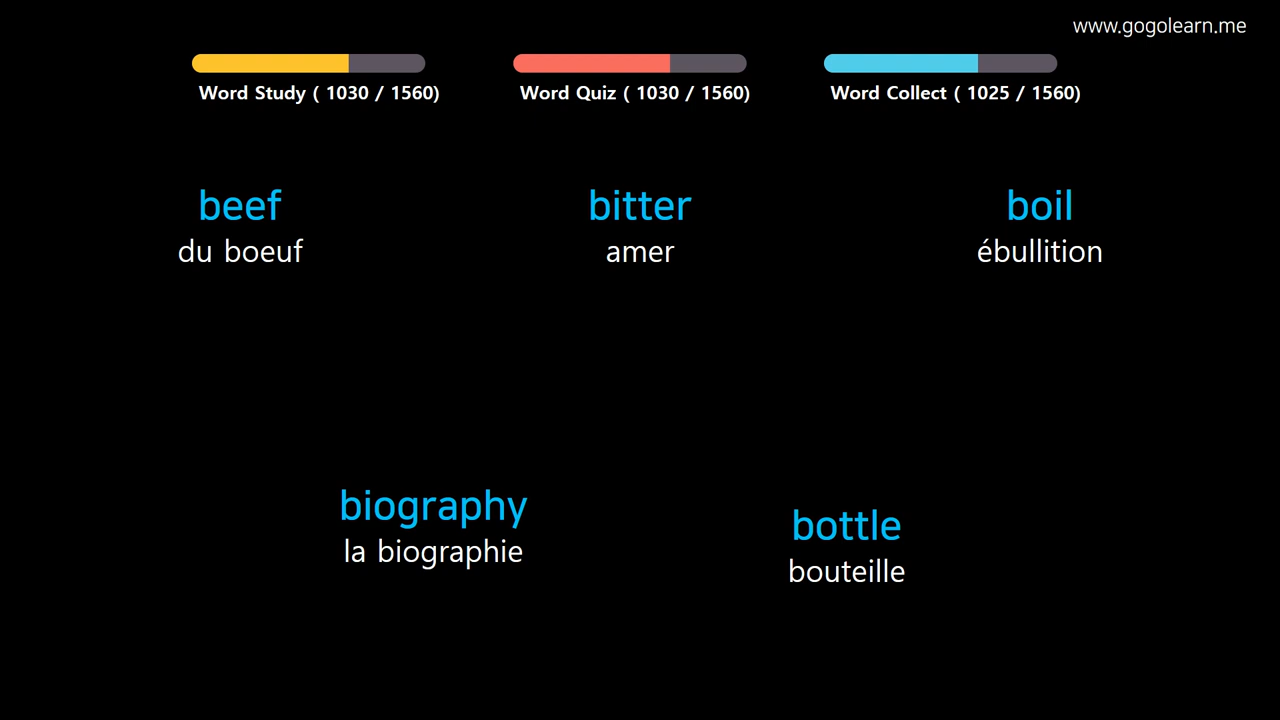 www.gogolearn.me
Word Study ( 1030 / 1560)
Word Quiz ( 1030 / 1560)
Word Collect ( 1025 / 1560)
beef
du boeuf
bitter
amer
boil
ébullition
biography
la biographie
bottle
bouteille